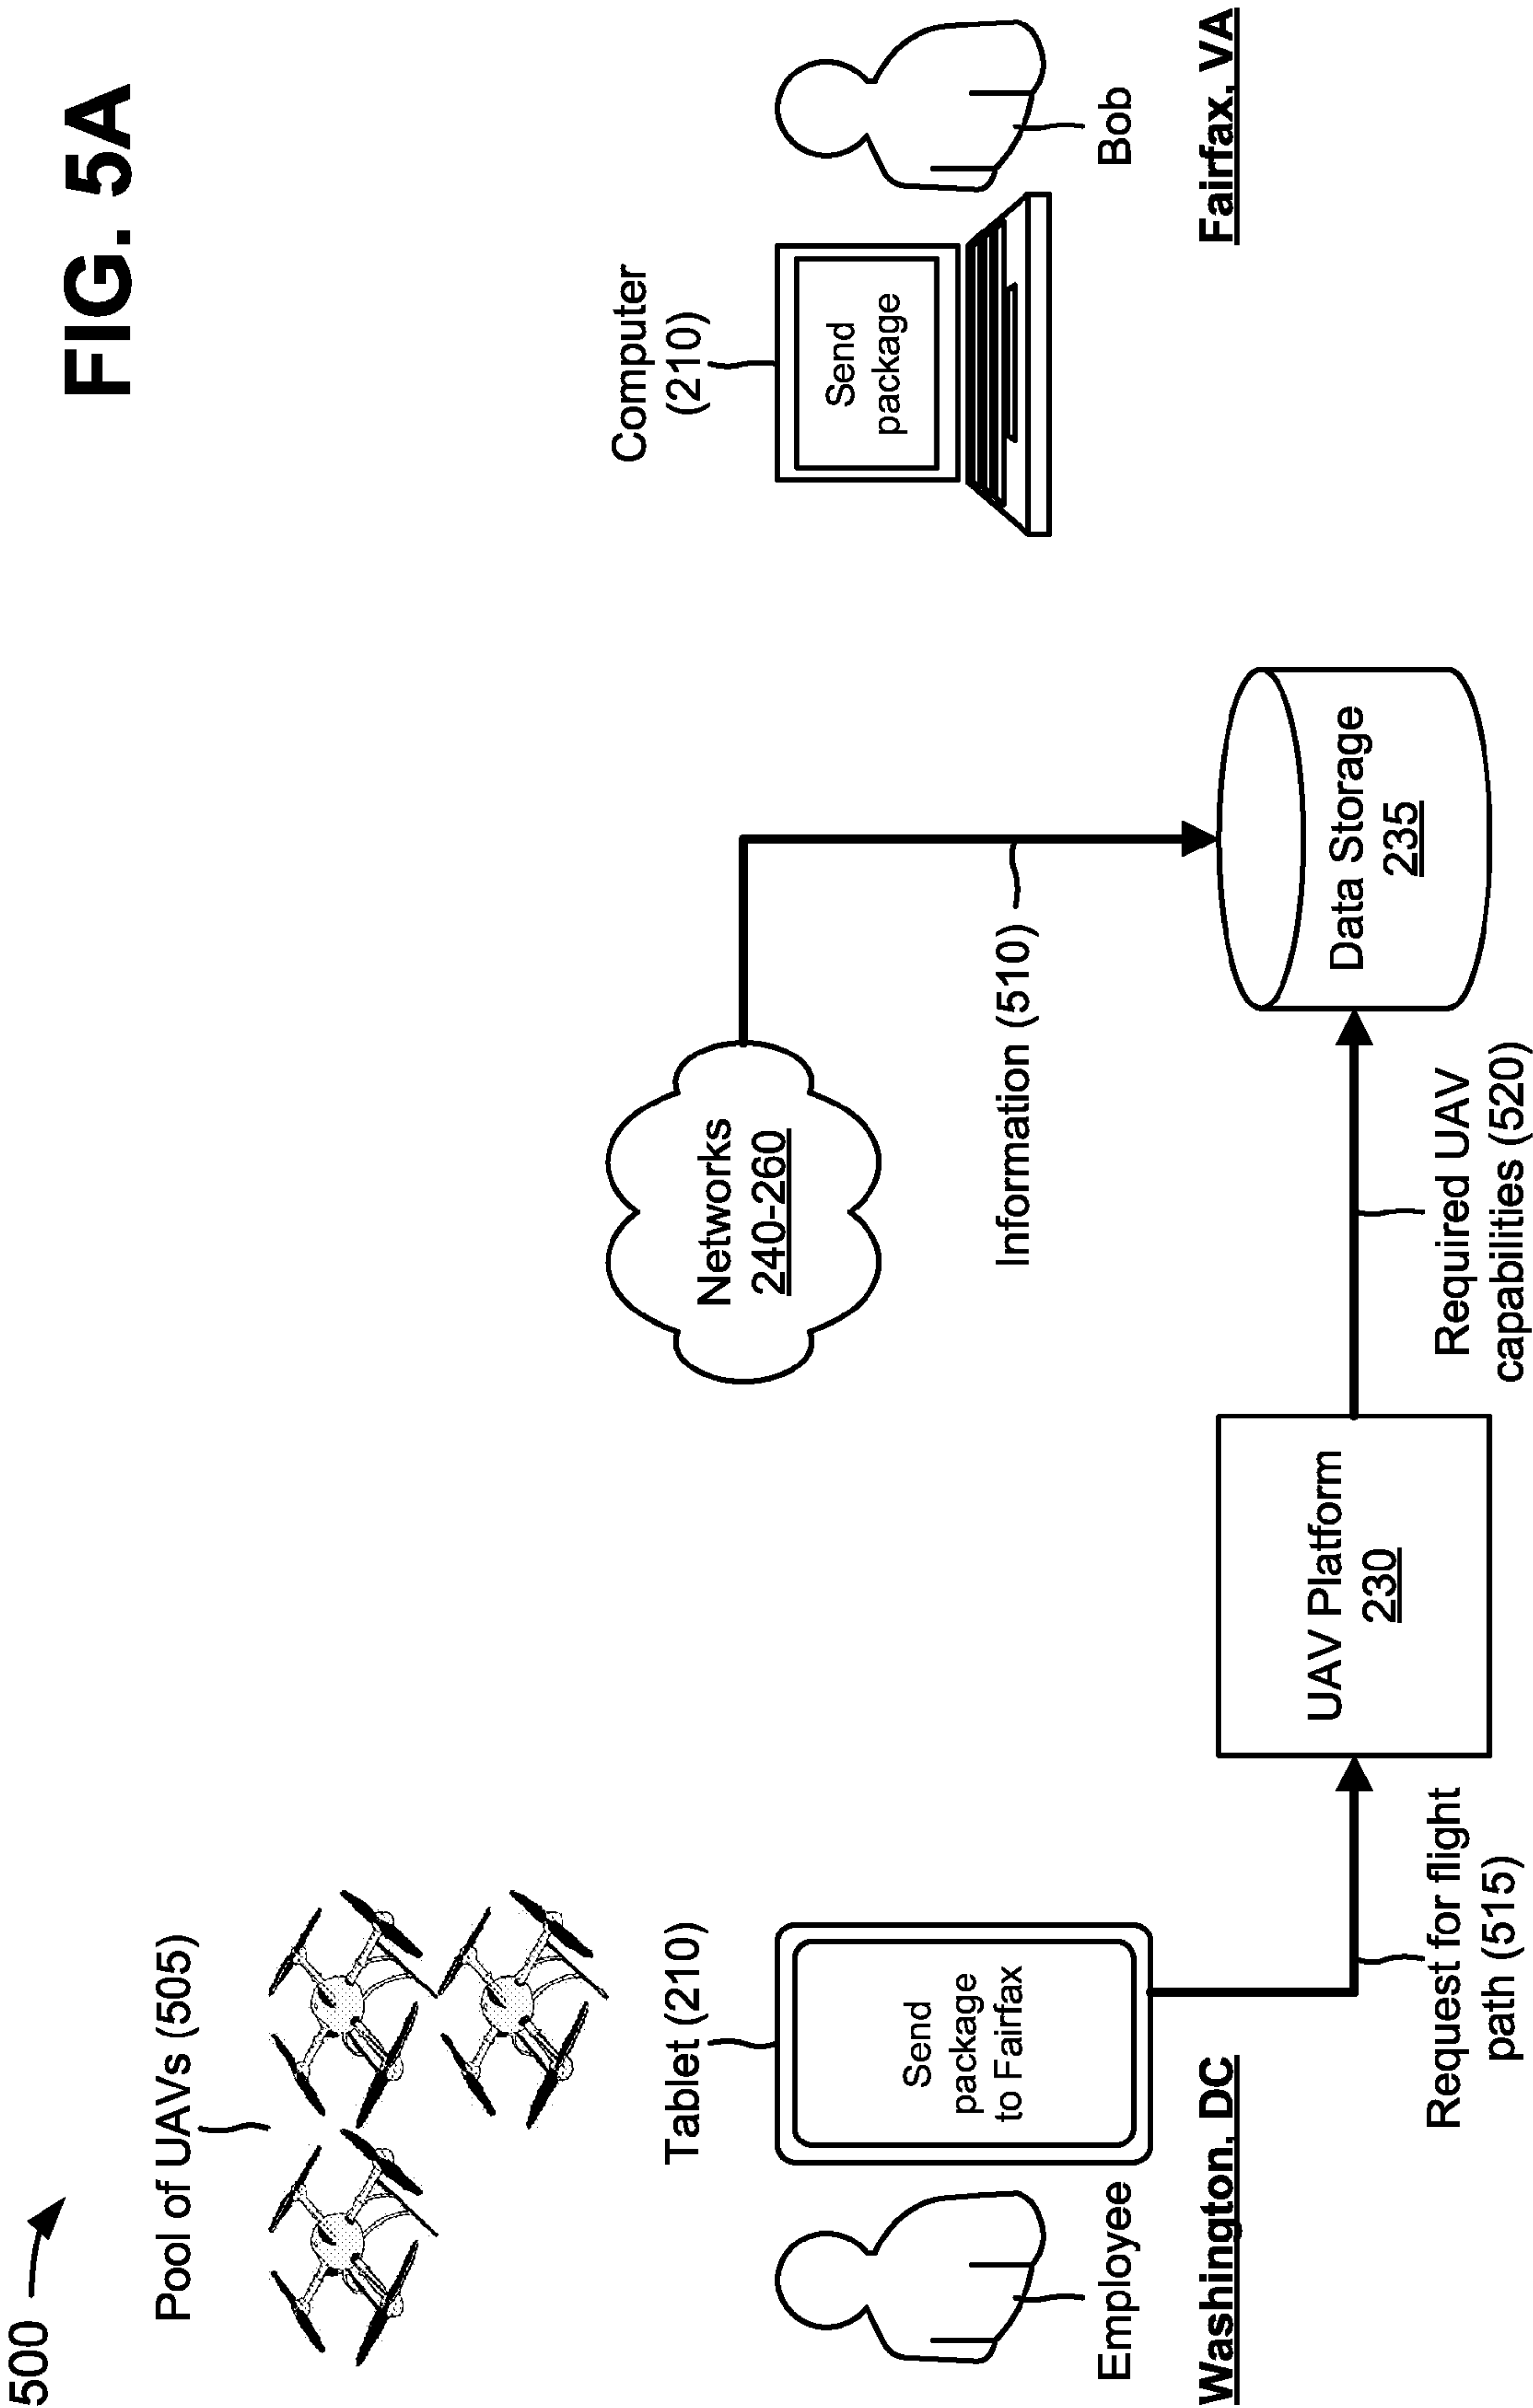 FIG. 5A
500
Pool of UAVs (505)
Tablet (210)
Send
package
to Fairfax
Employee
Washington, DC
Request for flight
path (515)
UAV Platform
230
Required UAV
capabilities (520)
Networks
240-260
Information (510)
Data Storage
235
Computer
(210)
Send
package
Bob
Fairfax, VA